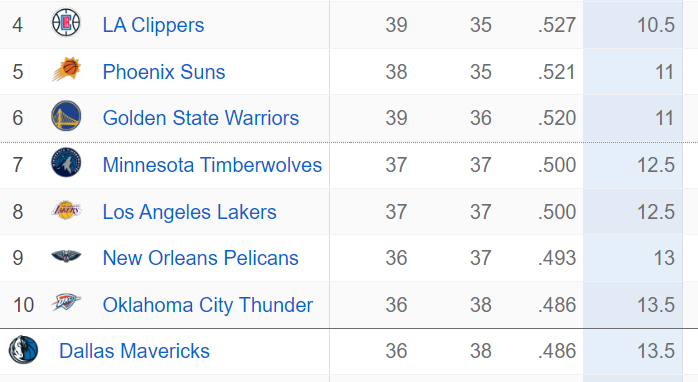 4 LA Clippers 39 35 .527 10.5
5 Phoenix Suns 38 35 .521 11
6 Golden State Warriors 39 36 .520 11
7 Minnesota Timberwolves 37 37 .500 12.5
8 Los Angeles Lakers 37 37 .500 12.5
9 New Orleans Pelicans 36 37 .493 13
10 Oklahoma City Thunder 36 38 .486 13.5
Dallas Mavericks 36 38 .486 13.5